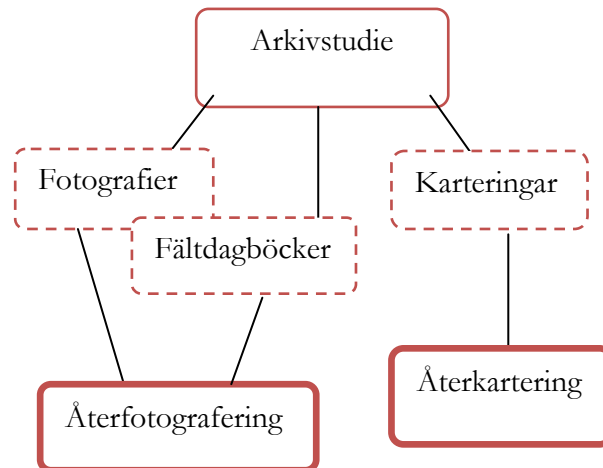 Arkivstudie
Fotografier
Karteringar
Fältdagböcker
Återfotografering
Återkartering